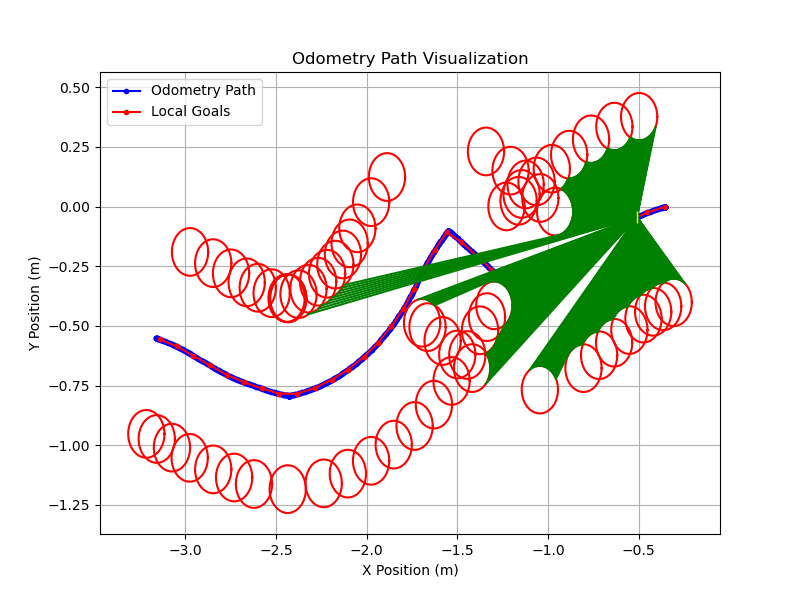 Odometry Path Visualization
Odometry Path
Local Goals
0.50
0.25
0.00
−0.25
−0.50
−0.75
−1.00
−1.25
Y Position (m)
−3.0 −2.5 −2.0 −1.5 −1.0 −0.5
X Position (m)